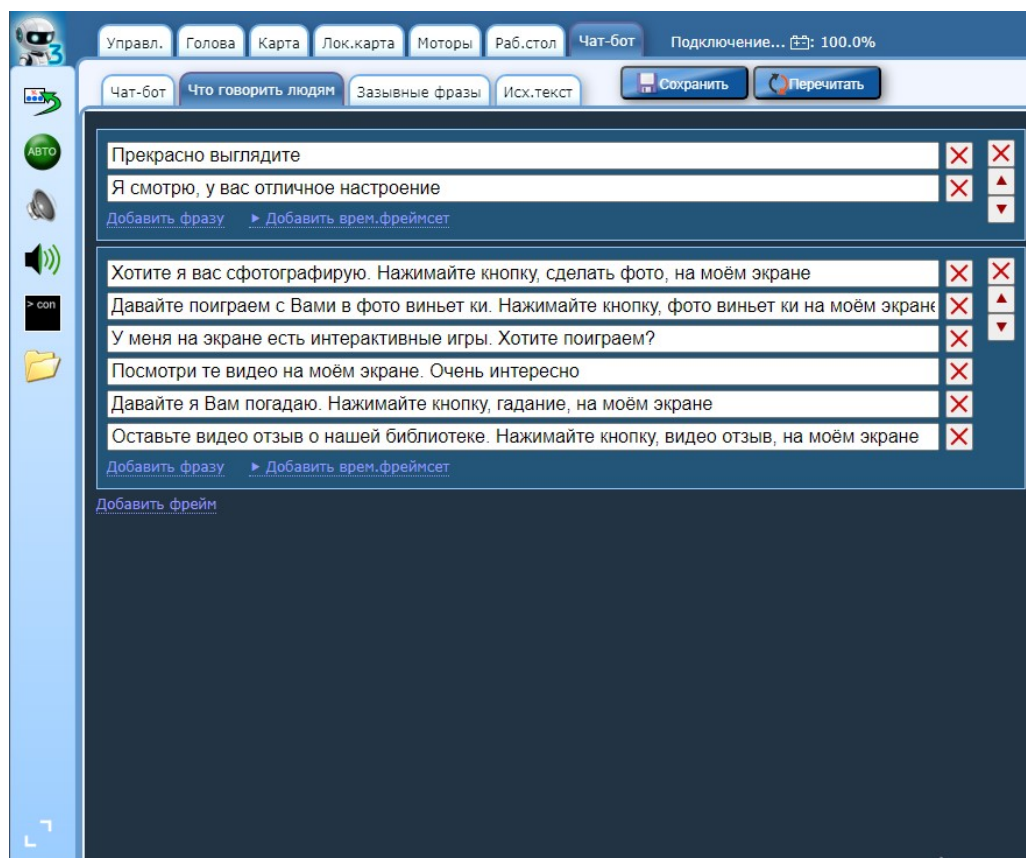 3
Управл. Голова Карта Лок.карта Моторы Раб.стол Чат-бот Подключение... : 100.0%
Чат-бот Что говорить людям Зазывные фразы Исх.текст Сохранить Перечитать
АВТО
> con
Прекрасно выглядите
Я смотрю, у вас отличное настроение
Добавить фразу ► Добавить врем.фреймсет
Хотите я вас сфотографирую. Нажимайте кнопку, сделать фото, на моём экране
Давайте поиграем с Вами в фото виньет ки. Нажимайте кнопку, фото виньет ки на моём экране
У меня на экране есть интерактивные игры. Хотите поиграем?
Посмотри те видео на моём экране. Очень интересно
Давайте я Вам погадаю. Нажимайте кнопку, гадание, на моём экране
Оставьте видео отзыв о нашей библиотеке. Нажимайте кнопку, видео отзыв, на моём экране
Добавить фразу ► Добавить врем.фреймсет
Добавить фрейм